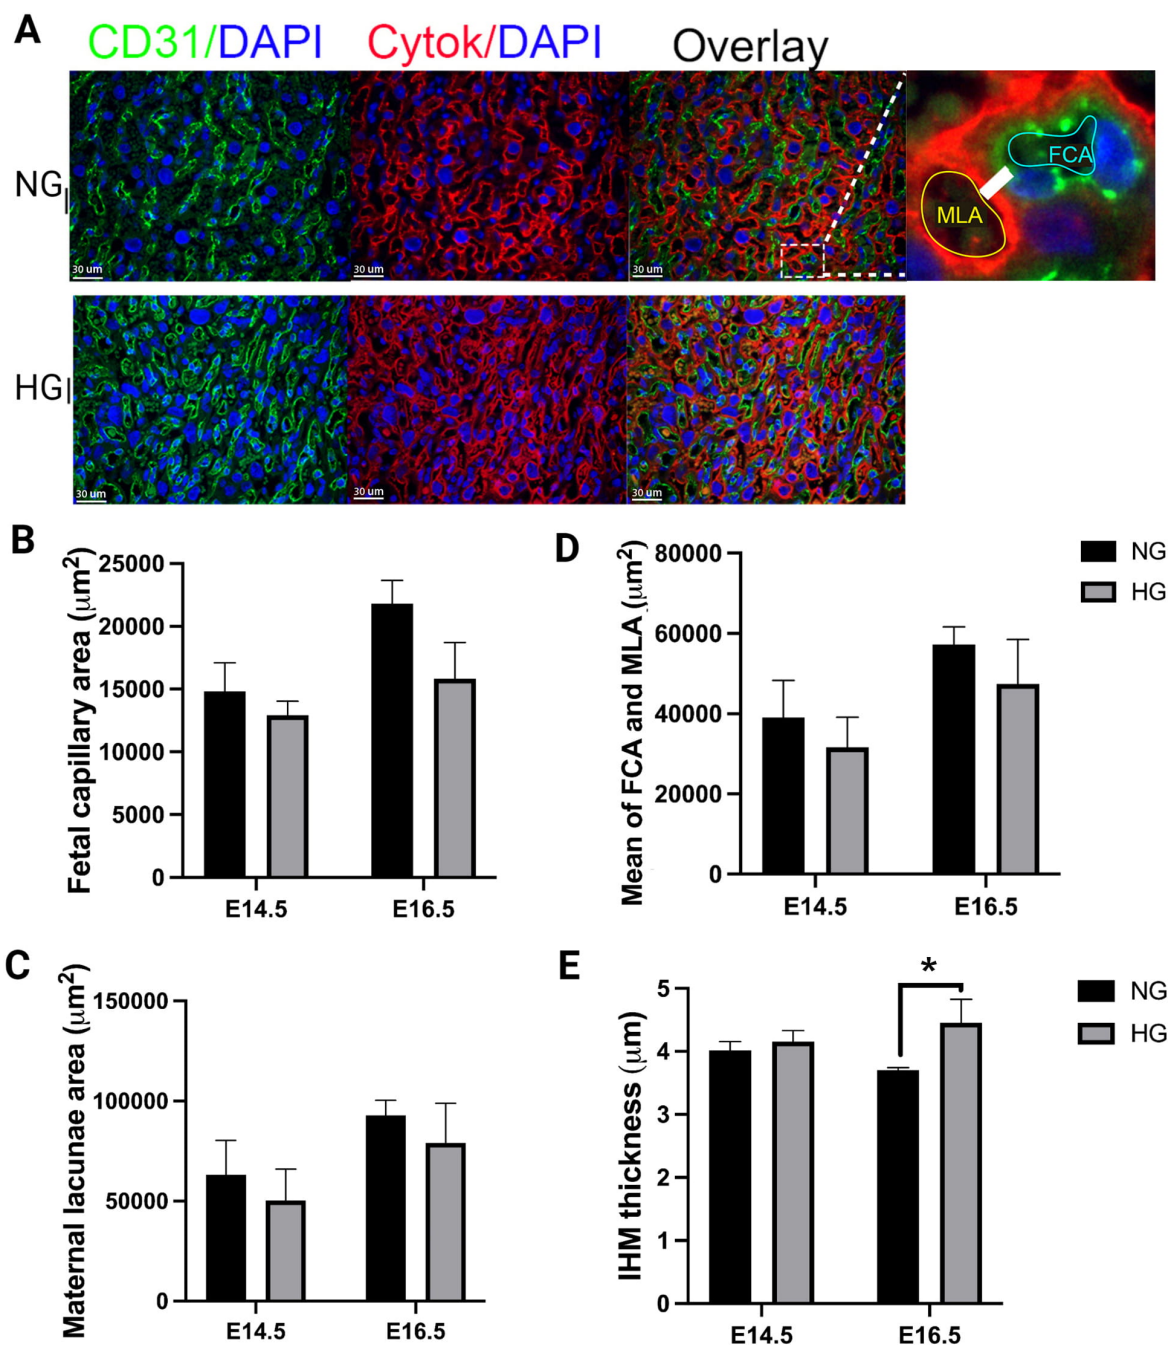 A
CD31/DAPI
Cytok/DAPI
Overlay
NG
30 um
30 um
30 um
MLA
FCA
HG
30 um
30 um
30 um
B
Fetal capillary area (μm²)
25000
20000
15000
10000
5000
0
E14.5
E16.5
D
Mean of FCA and MLA (μm²)
80000
60000
40000
20000
0
E14.5
E16.5
NG
HG
C
Maternal lacunae area (μm²)
150000
100000
50000
0
E14.5
E16.5
E
IHM thickness (μm)
5
4
3
2
1
0
*
E14.5
E16.5
NG
HG